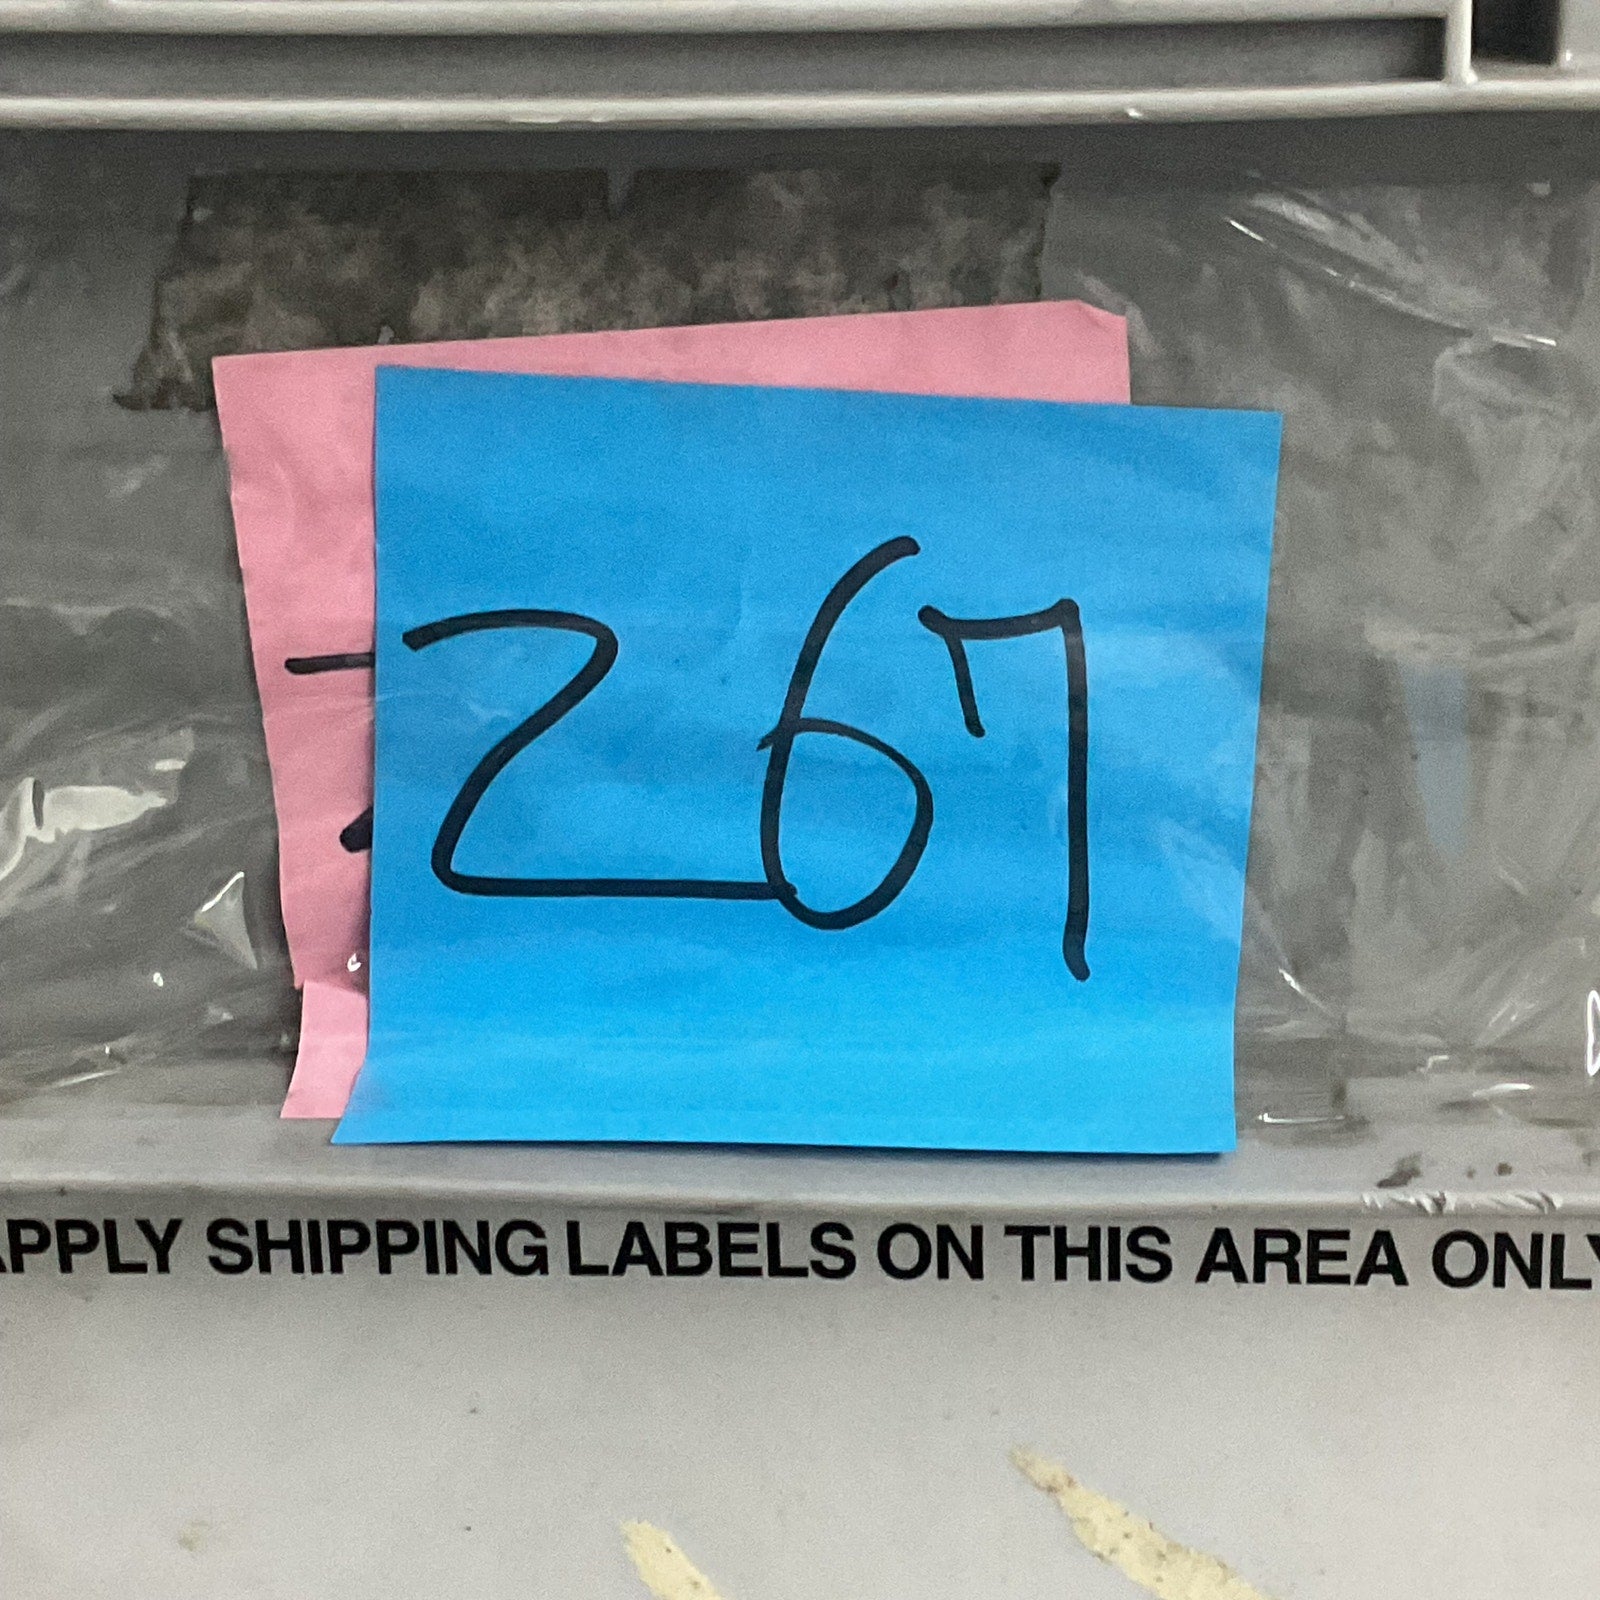 267
APPLY SHIPPING LABELS ON THIS AREA ONLY